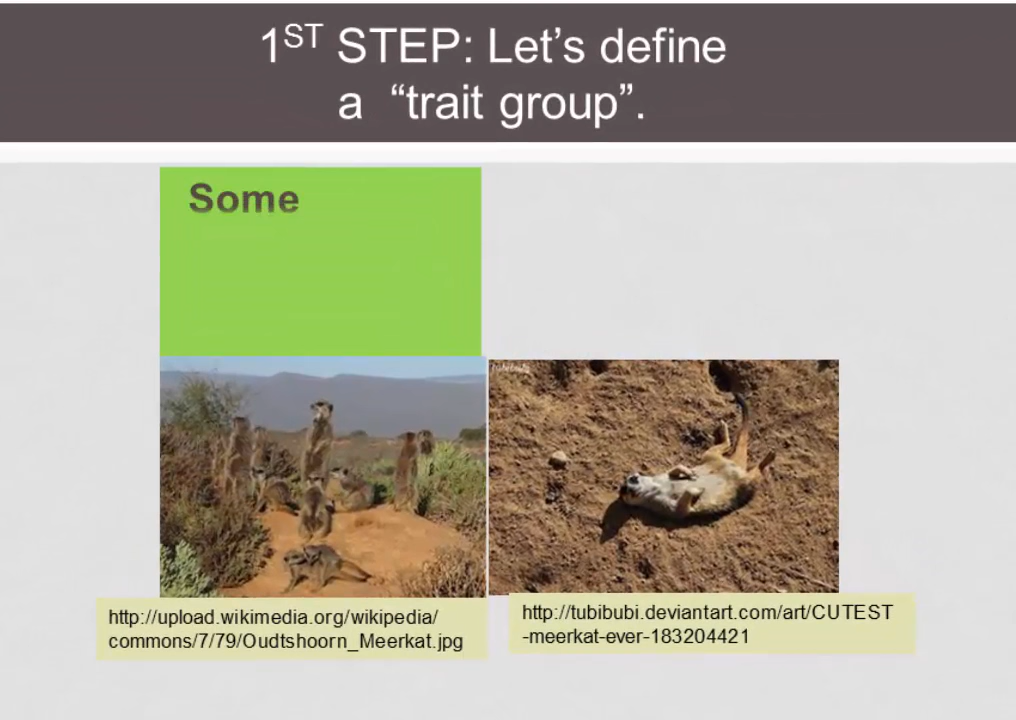 1ST STEP: Let's define
a “trait group”.
Some
http://upload.wikimedia.org/wikipedia/
commons/7/79/Oudtshoorn_Meerkat.jpg
http://tubibubi.deviantart.com/art/CUTEST
-meerkat-ever-183204421